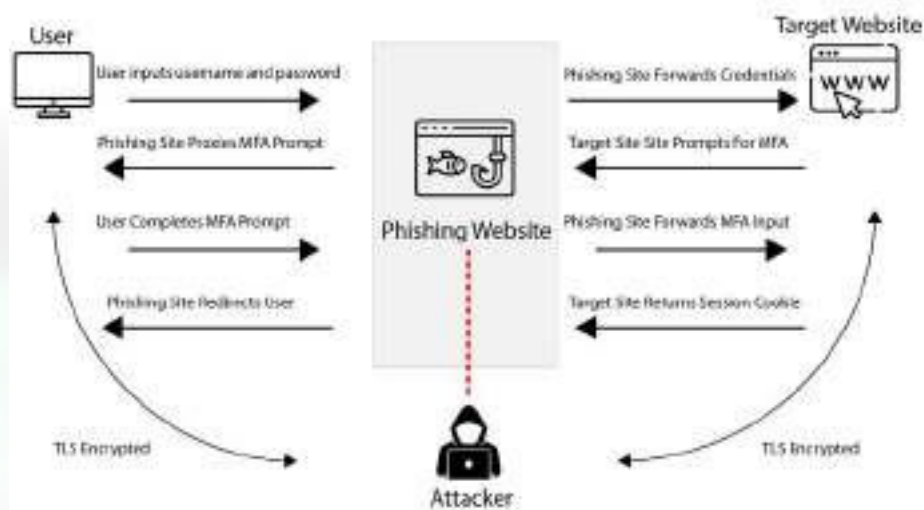 User
Target Website
User inputs username and password
Phishing Site Forwards Credentials
WWW
Phishing Site Proxies MFA Prompt
Target Site Site Prompts For MFA
User Completes MFA Prompt
Phishing Website
Phishing Site Forwards MFA Input
Phishing Site Redirects User
Target Site Returns Session Cookie
TLS Encrypted
TLS Encrypted
Attacker